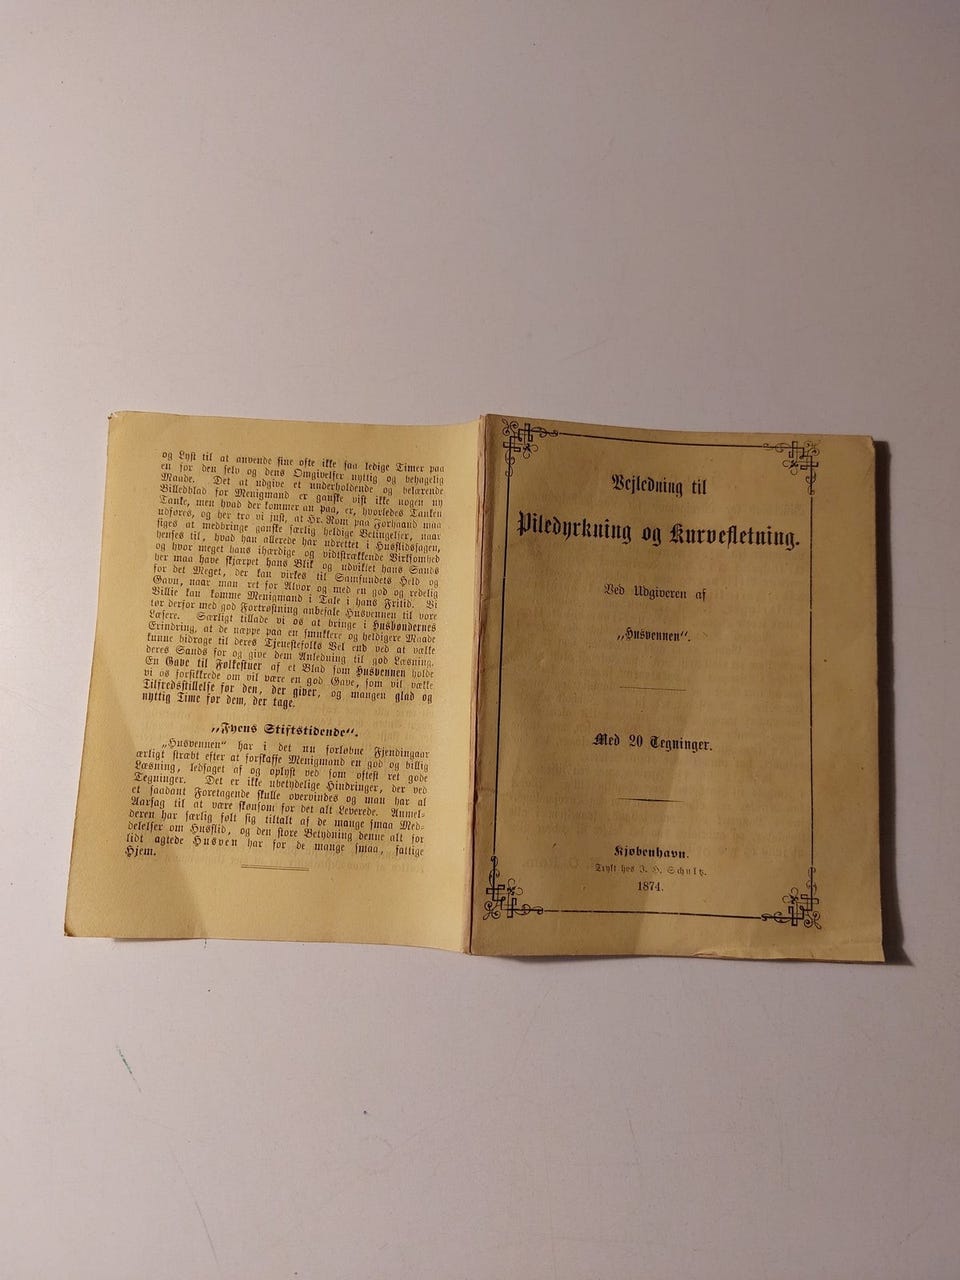 og Lyst til at anvende sine ofte ikke saa ledige Timer paa
en for den selv og dens Omgivelser nyttig og behagelig
Maade. Det at udgive et underholdende og belærende
Billedblad for Menigmand er ganske vist ikke nogen ny
Tanke, men hvad der kommer an paa, er, hvorledes Tanken
udføres, og her tro vi just, at Hr. Rom paa Forhaand maa
siges at medbringe ganske særlig heldige Betingelser, naar
henses til, hvad han allerede har udrettet i Husflidssagen,
og hvor meget hans ihærdige og vidtstrækkende Virksomhed
her maa have skjærpet hans Blik og udviklet hans Sands
for det Meget, der kan virkes til Samfundets Held og
Gavn, naar man ret for Alvor og med en god og redelig
Villie kan komme Menigmand i Tale i hans Fritid. Vi
tør derfor med god Fortrøstning anbefale Husvennen til vore
Læsere. Særligt tillade vi os at bringe i Husbøndernes
Erindring, at de næppe paa en smukkere og heldigere Maade
kunne bidrage til deres Tjenestefolks Vel end ved at vække
deres Sands for og give dem Anledning til god Læsning.
En Gave til Folkestuer af et Blad som Husvennen holde
vi os forsikkrede om vil være en god Gave, som vil vække
Tilfredsstillelse for den, der giver, og mangen glad og
nyttig Time for dem, der tage.
„Fyens Stiftstidende“.
„Husvennen“ har i det nu forløbne Fjerdingaar
ærligt stræbt efter at forskaffe Menigmand en god og billig
Læsning, ledsaget af og oplyst ved som oftest ret gode
Tegninger. Det er ikke ubetydelige Hindringer, der ved
et saadant Foretagende skulle overvindes og man har al
Aarsag til at være skønsom for det alt Leverede. Anmel-
deren har særlig følt sig tiltalt af de mange smaa Med-
delelser om Husflid, og den store Betydning denne alt for
lidt agtede Husven har for de mange smaa, fattige
Hjem.
Vejledning til
Piledyrkning og Kurvefletning.
Ved Udgiveren af
„Husvennen“.
Med 20 Tegninger.
Kjøbenhavn.
Trykt hos J. H. Schultz.
1874.